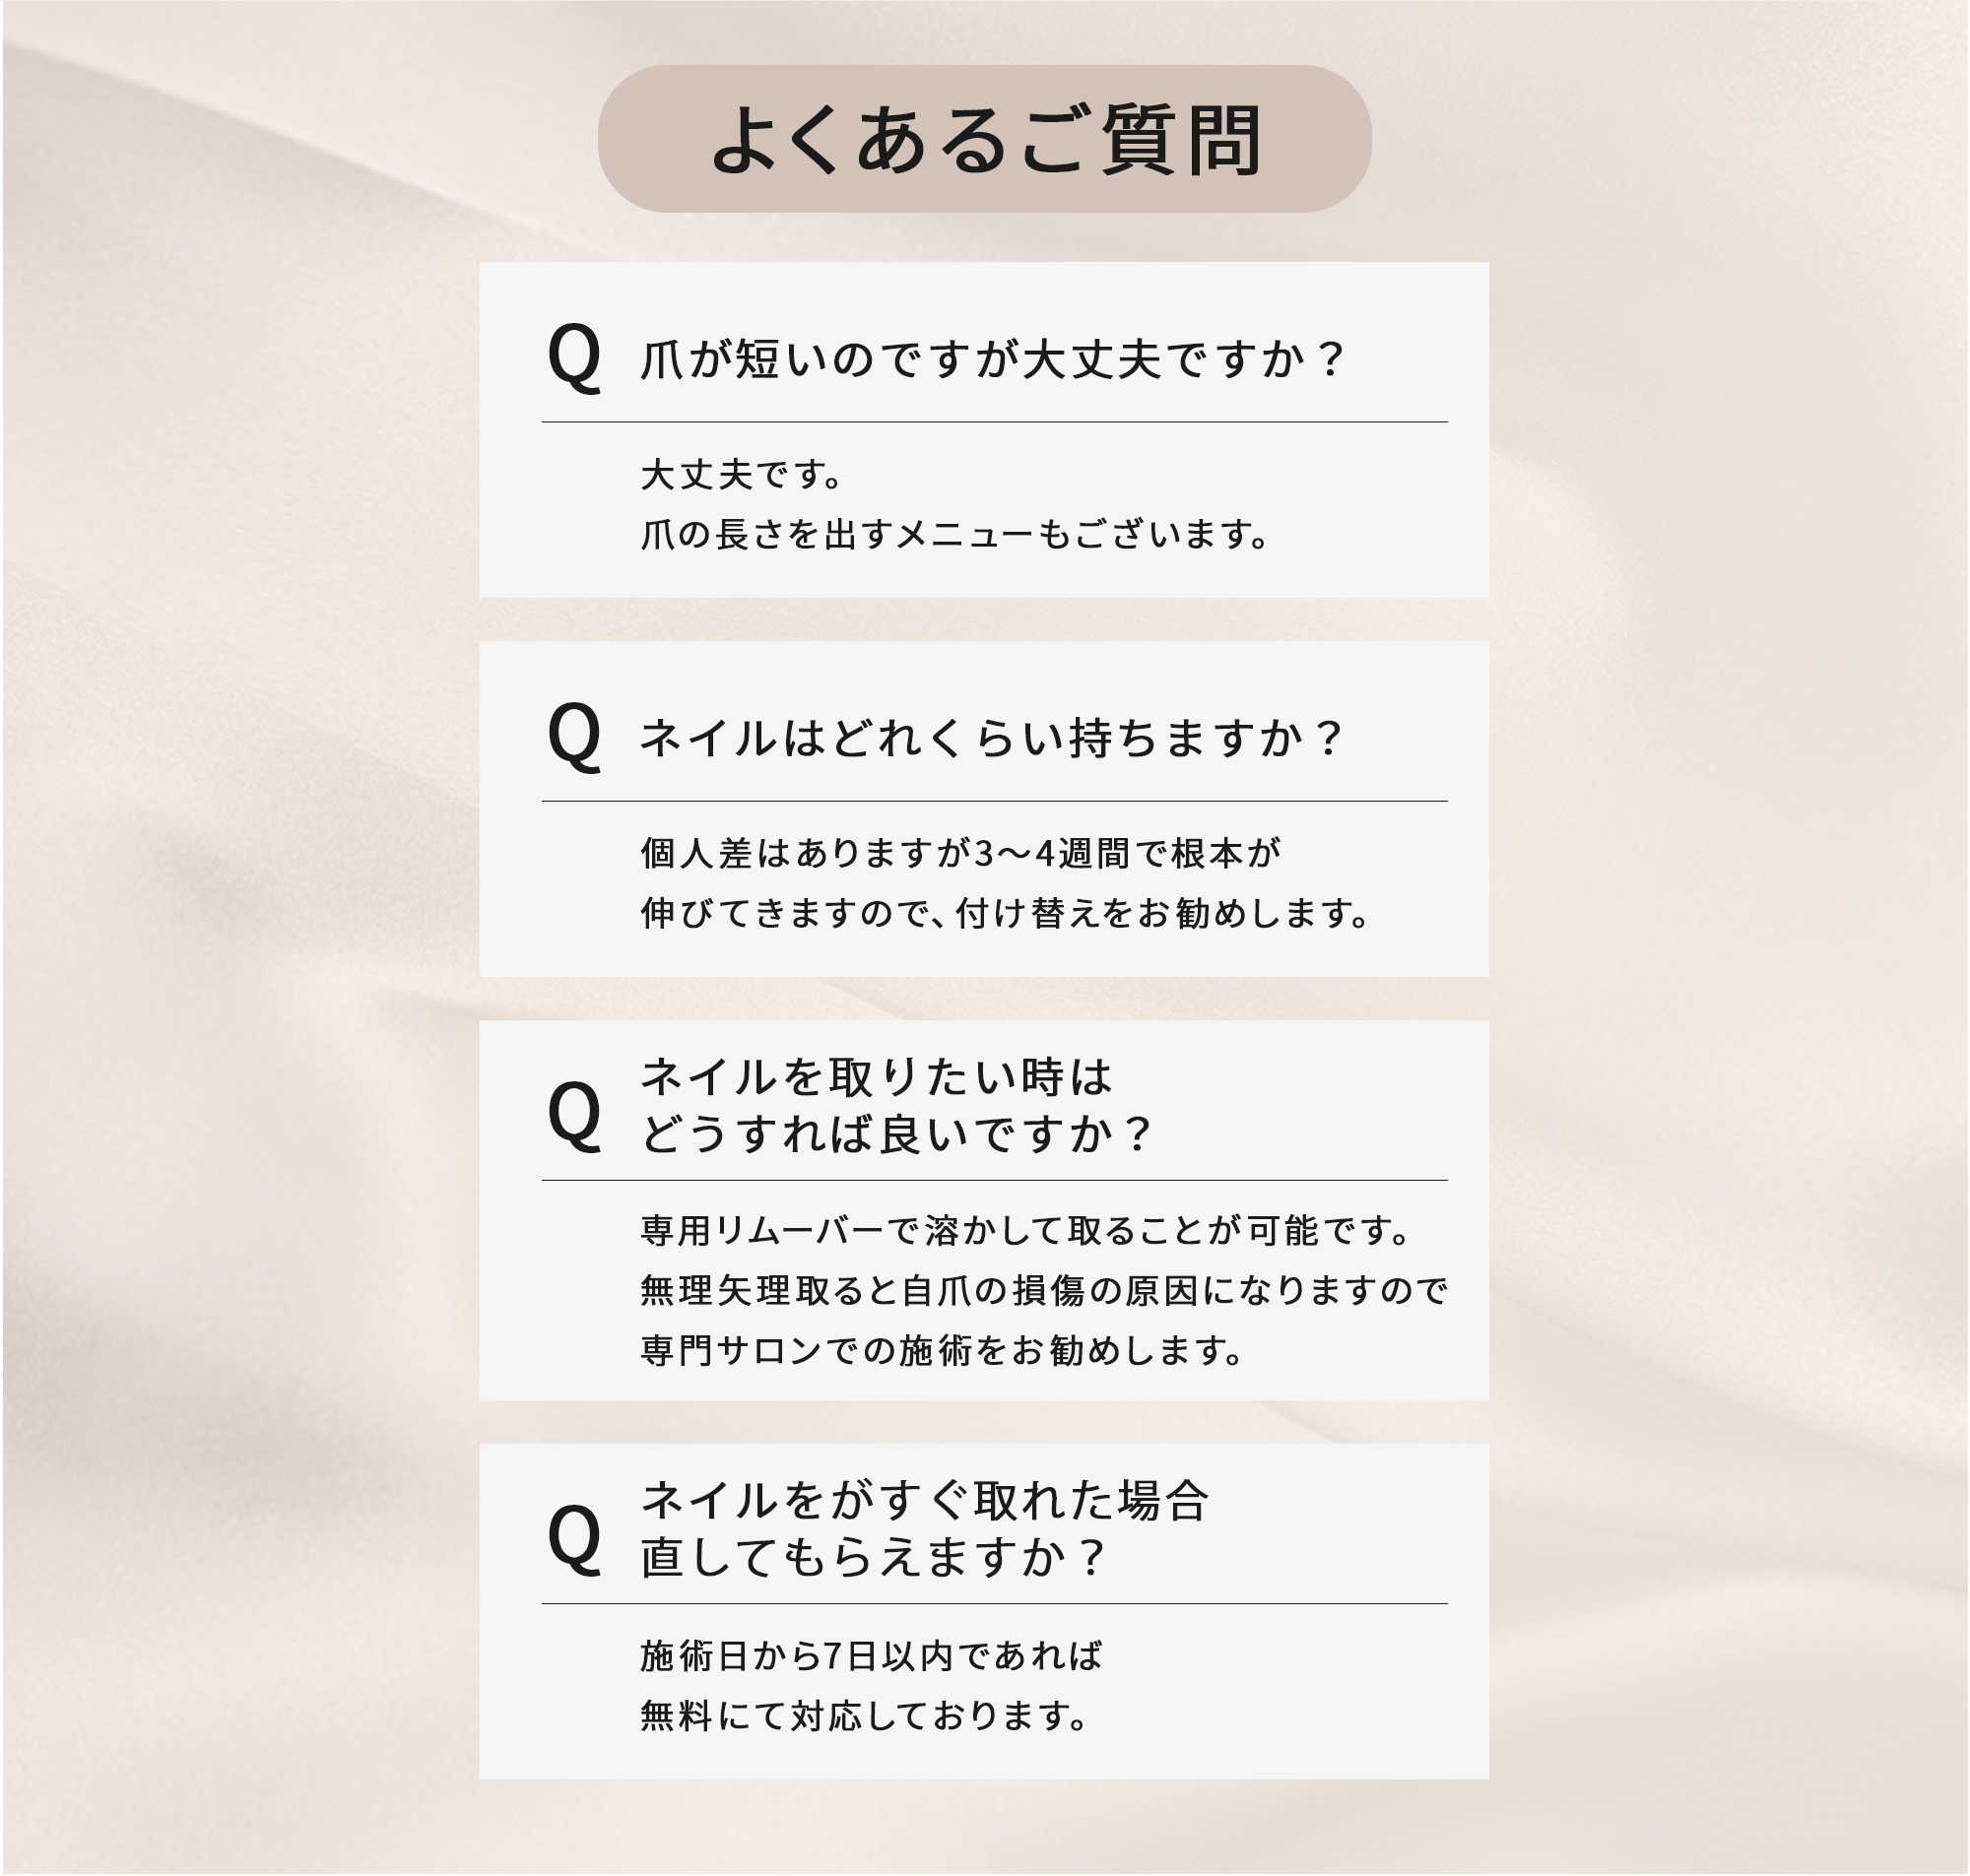 よくあるご質問
Q
爪が短いのですが大丈夫ですか？
大丈夫です。
爪の長さを出すメニューもございます。
Q
ネイルはどれくらい持ちますか？
個人差はありますが3〜4週間で根本が
伸びてきますので、付け替えをお勧めします。
Q
ネイルを取りたい時は
どうすれば良いですか？
専用リムーバーで溶かして取ることが可能です。
無理矢理取ると自爪の損傷の原因になりますので
専門サロンでの施術をお勧めします。
Q
ネイルをがすぐ取れた場合
直してもらえますか？
施術日から7日以内であれば
無料にて対応しております。